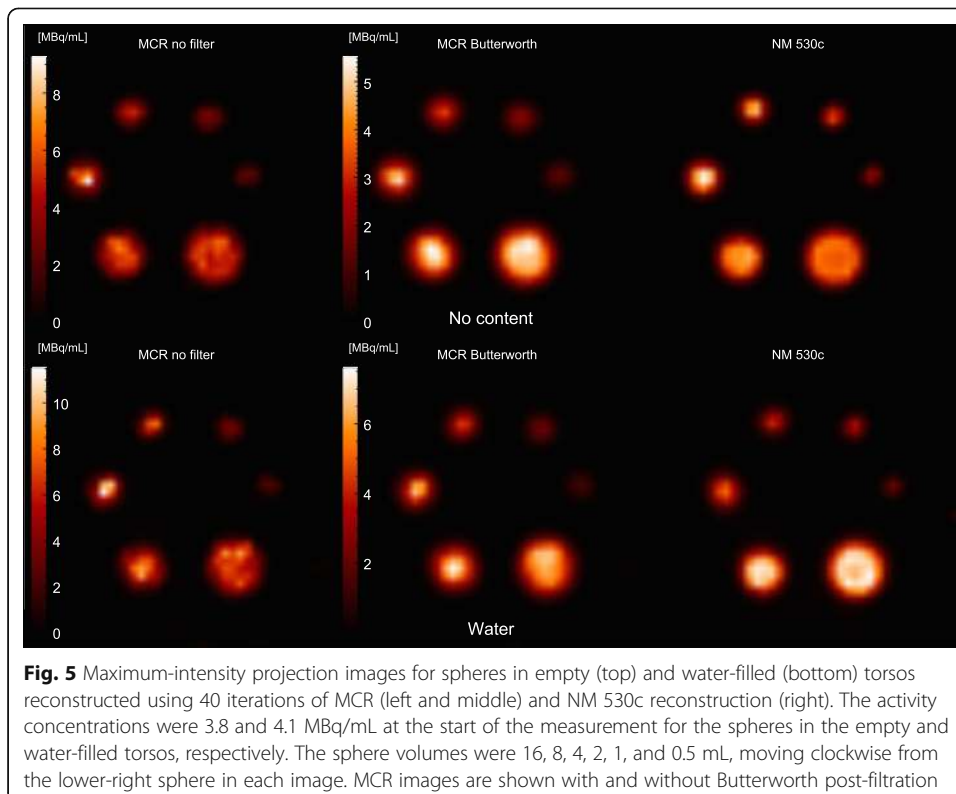 [MBq/mL] MCR no filter [MBq/mL] MCR Butterworth NM 530c
8
6
4
2
0
5
4
3
2
1
0
No content
[MBq/mL] MCR no filter [MBq/mL] MCR Butterworth NM 530c
10
8
6
4
2
0
6
4
2
Water
Fig. 5 Maximum-intensity projection images for spheres in empty (top) and water-filled (bottom) torsos
reconstructed using 40 iterations of MCR (left and middle) and NM 530c reconstruction (right). The activity
concentrations were 3.8 and 4.1 MBq/mL at the start of the measurement for the spheres in the empty and
water-filled torsos, respectively. The sphere volumes were 16, 8, 4, 2, 1, and 0.5 mL, moving clockwise from
the lower-right sphere in each image. MCR images are shown with and without Butterworth post-filtration